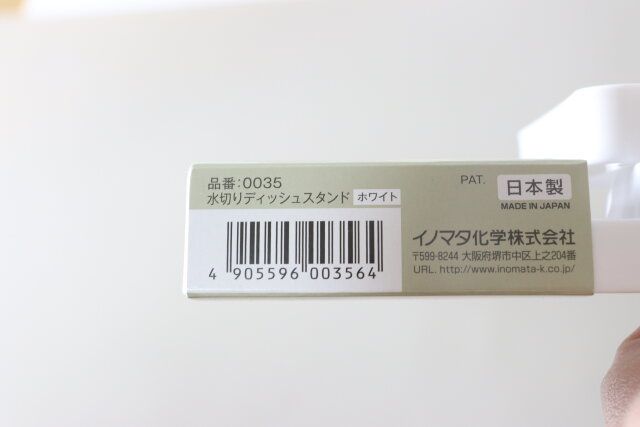 品番:0035
水切りディッシュスタンド ホワイト
4 905596 003564
PAT.
日本製
MADE IN JAPAN
イノマタ化学株式会社
〒599-8244 大阪府堺市中区上之204番
URL. http://www.inomata-k.co.jp/